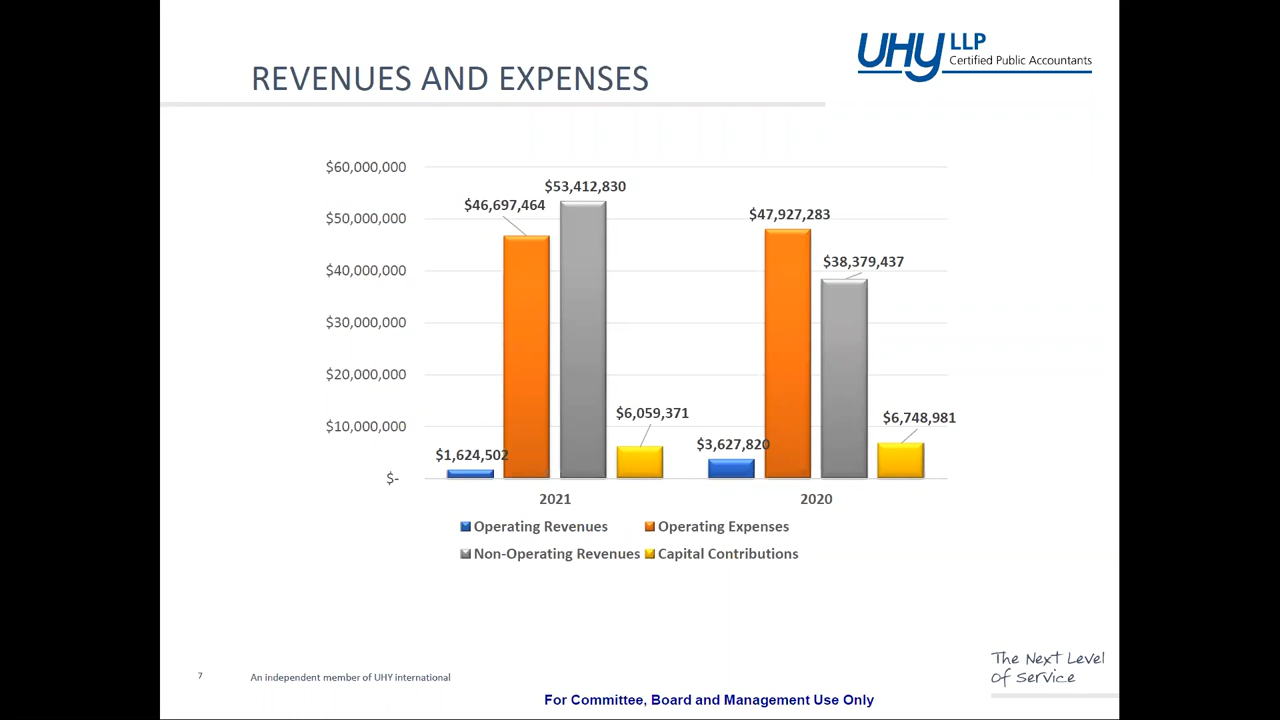 UHY LLP
Certified Public Accountants
REVENUES AND EXPENSES
$60,000,000
$50,000,000
$40,000,000
$30,000,000
$20,000,000
$10,000,000
$-
$1,624,502
$46,697,464
$53,412,830
$6,059,371
$3,627,820
$47,927,283
$38,379,437
$6,748,981
2021
2020
Operating Revenues
Operating Expenses
Non-Operating Revenues
Capital Contributions
The Next Level
Of Service
7
An independent member of UHY international
For Committee, Board and Management Use Only